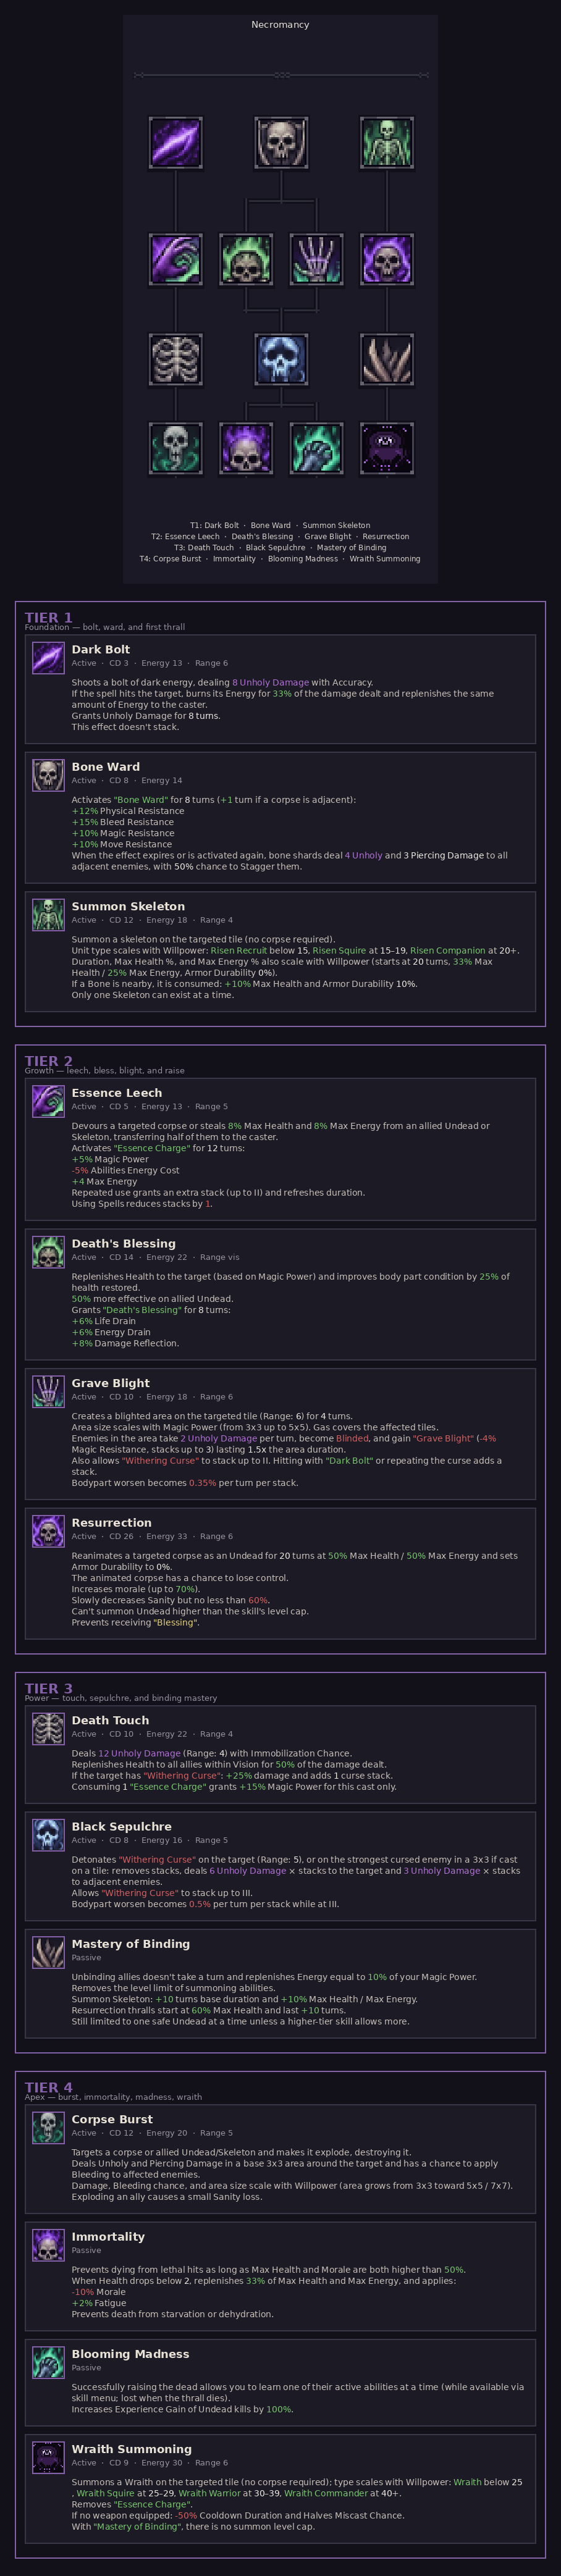 Necromancy
T1: Dark Bolt · Bone Ward · Summon Skeleton
T2: Essence Leech · Death's Blessing · Grave Blight · Resurrection
T3: Death Touch · Black Sepulchre · Mastery of Binding
T4: Corpse Burst · Immortality · Blooming Madness · Wraith Summoning
TIER 1
Foundation — bolt, ward, and first thrall
Dark Bolt
Active · CD 3 · Energy 13 · Range 6
Shoots a bolt of dark energy, dealing 8 Unholy Damage with Accuracy.
If the spell hits the target, burns its Energy for 33% of the damage dealt and replenishes the same
amount of Energy to the caster.
Grants Unholy Damage for 8 turns.
This effect doesn't stack.
Bone Ward
Active · CD 8 · Energy 14
Activates "Bone Ward" for 8 turns (+1 turn if a corpse is adjacent):
+12% Physical Resistance
+15% Bleed Resistance
+10% Magic Resistance
+10% Move Resistance
When the effect expires or is activated again, bone shards deal 4 Unholy and 3 Piercing Damage to all
adjacent enemies, with 50% chance to Stagger them.
Summon Skeleton
Active · CD 12 · Energy 18 · Range 4
Summon a skeleton on the targeted tile (no corpse required).
Unit type scales with Willpower: Risen Recruit below 15, Risen Squire at 15–19, Risen Companion at 20+.
Duration, Max Health %, and Max Energy % also scale with Willpower (starts at 20 turns, 33% Max
Health / 25% Max Energy, Armor Durability 0%).
If a Bone is nearby, it is consumed: +10% Max Health and Armor Durability 10%.
Only one Skeleton can exist at a time.
TIER 2
Growth — leech, bless, blight, and raise
Essence Leech
Active · CD 5 · Energy 13 · Range 5
Devours a targeted corpse or steals 8% Max Health and 8% Max Energy from an allied Undead or
Skeleton, transferring half of them to the caster.
Activates "Essence Charge" for 12 turns:
+5% Magic Power
-5% Abilities Energy Cost
+4 Max Energy
Repeated use grants an extra stack (up to II) and refreshes duration.
Using Spells reduces stacks by 1.
Death's Blessing
Active · CD 14 · Energy 22 · Range vis
Replenishes Health to the target (based on Magic Power) and improves body part condition by 25% of
health restored.
50% more effective on allied Undead.
Grants "Death's Blessing" for 8 turns:
+6% Life Drain
+6% Energy Drain
+8% Damage Reflection.
Grave Blight
Active · CD 10 · Energy 18 · Range 6
Creates a blighted area on the targeted tile (Range: 6) for 4 turns.
Area size scales with Magic Power (from 3x3 up to 5x5). Gas covers the affected tiles.
Enemies in the area take 2 Unholy Damage per turn, become Blinded, and gain "Grave Blight" (-4%
Magic Resistance, stacks up to 3) lasting 1.5x the area duration.
Also allows "Withering Curse" to stack up to II. Hitting with "Dark Bolt" or repeating the curse adds a
stack.
Bodypart worsen becomes 0.35% per turn per stack.
Resurrection
Active · CD 26 · Energy 33 · Range 6
Reanimates a targeted corpse as an Undead for 20 turns at 50% Max Health / 50% Max Energy and sets
Armor Durability to 0%.
The animated corpse has a chance to lose control.
Increases morale (up to 70%).
Slowly decreases Sanity but no less than 60%.
Can't summon Undead higher than the skill's level cap.
Prevents receiving "Blessing".
TIER 3
Power — touch, sepulchre, and binding mastery
Death Touch
Active · CD 10 · Energy 22 · Range 4
Deals 12 Unholy Damage (Range: 4) with Immobilization Chance.
Replenishes Health to all allies within Vision for 50% of the damage dealt.
If the target has "Withering Curse": +25% damage and adds 1 curse stack.
Consuming 1 "Essence Charge" grants +15% Magic Power for this cast only.
Black Sepulchre
Active · CD 8 · Energy 16 · Range 5
Detonates "Withering Curse" on the target (Range: 5), or on the strongest cursed enemy in a 3x3 if cast
on a tile: removes stacks, deals 6 Unholy Damage × stacks to the target and 3 Unholy Damage × stacks
to adjacent enemies.
Allows "Withering Curse" to stack up to III.
Bodypart worsen becomes 0.5% per turn per stack while at III.
Mastery of Binding
Passive
Unbinding allies doesn't take a turn and replenishes Energy equal to 10% of your Magic Power.
Removes the level limit of summoning abilities.
Summon Skeleton: +10 turns base duration and +10% Max Health / Max Energy.
Resurrection thralls start at 60% Max Health and last +10 turns.
Still limited to one safe Undead at a time unless a higher-tier skill allows more.
TIER 4
Apex — burst, immortality, madness, wraith
Corpse Burst
Active · CD 12 · Energy 20 · Range 5
Targets a corpse or allied Undead/Skeleton and makes it explode, destroying it.
Deals Unholy and Piercing Damage in a base 3x3 area around the target and has a chance to apply
Bleeding to affected enemies.
Damage, Bleeding chance, and area size scale with Willpower (area grows from 3x3 toward 5x5 / 7x7).
Exploding an ally causes a small Sanity loss.
Immortality
Passive
Prevents dying from lethal hits as long as Max Health and Morale are both higher than 50%.
When Health drops below 2, replenishes 33% of Max Health and Max Energy, and applies:
-10% Morale
+2% Fatigue
Prevents death from starvation or dehydration.
Blooming Madness
Passive
Successfully raising the dead allows you to learn one of their active abilities at a time (while available via
skill menu; lost when the thrall dies).
Increases Experience Gain of Undead kills by 100%.
Wraith Summoning
Active · CD 9 · Energy 30 · Range 6
Summons a Wraith on the targeted tile (no corpse required); type scales with Willpower: Wraith below 25
, Wraith Squire at 25–29, Wraith Warrior at 30–39, Wraith Commander at 40+.
Removes "Essence Charge".
If no weapon equipped: -50% Cooldown Duration and Halves Miscast Chance.
With "Mastery of Binding", there is no summon level cap.